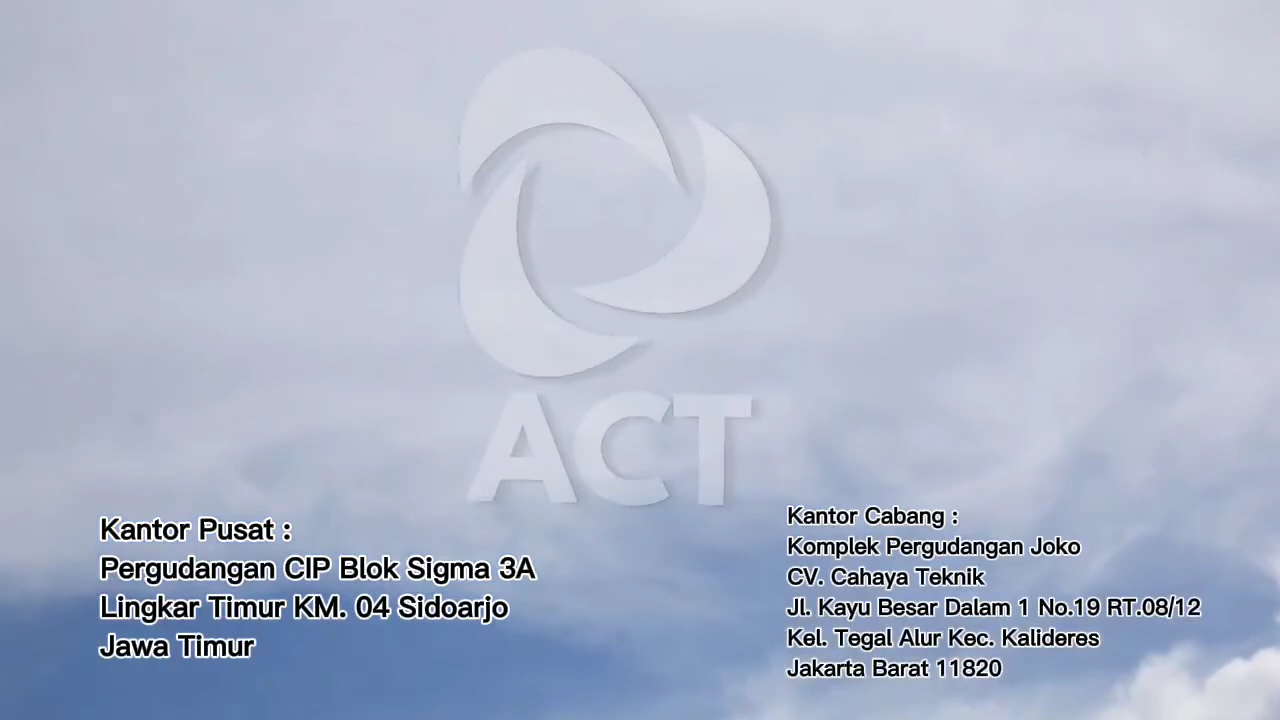 ACT
Kantor Pusat :
Pergudangan CIP Blok Sigma 3A
Lingkar Timur KM. 04 Sidoarjo
Jawa Timur
Kantor Cabang :
Komplek Pergudangan Joko
CV. Cahaya Teknik
Jl. Kayu Besar Dalam 1 No.19 RT.08/12
Kel. Tegal Alur Kec. Kalideres
Jakarta Barat 11820